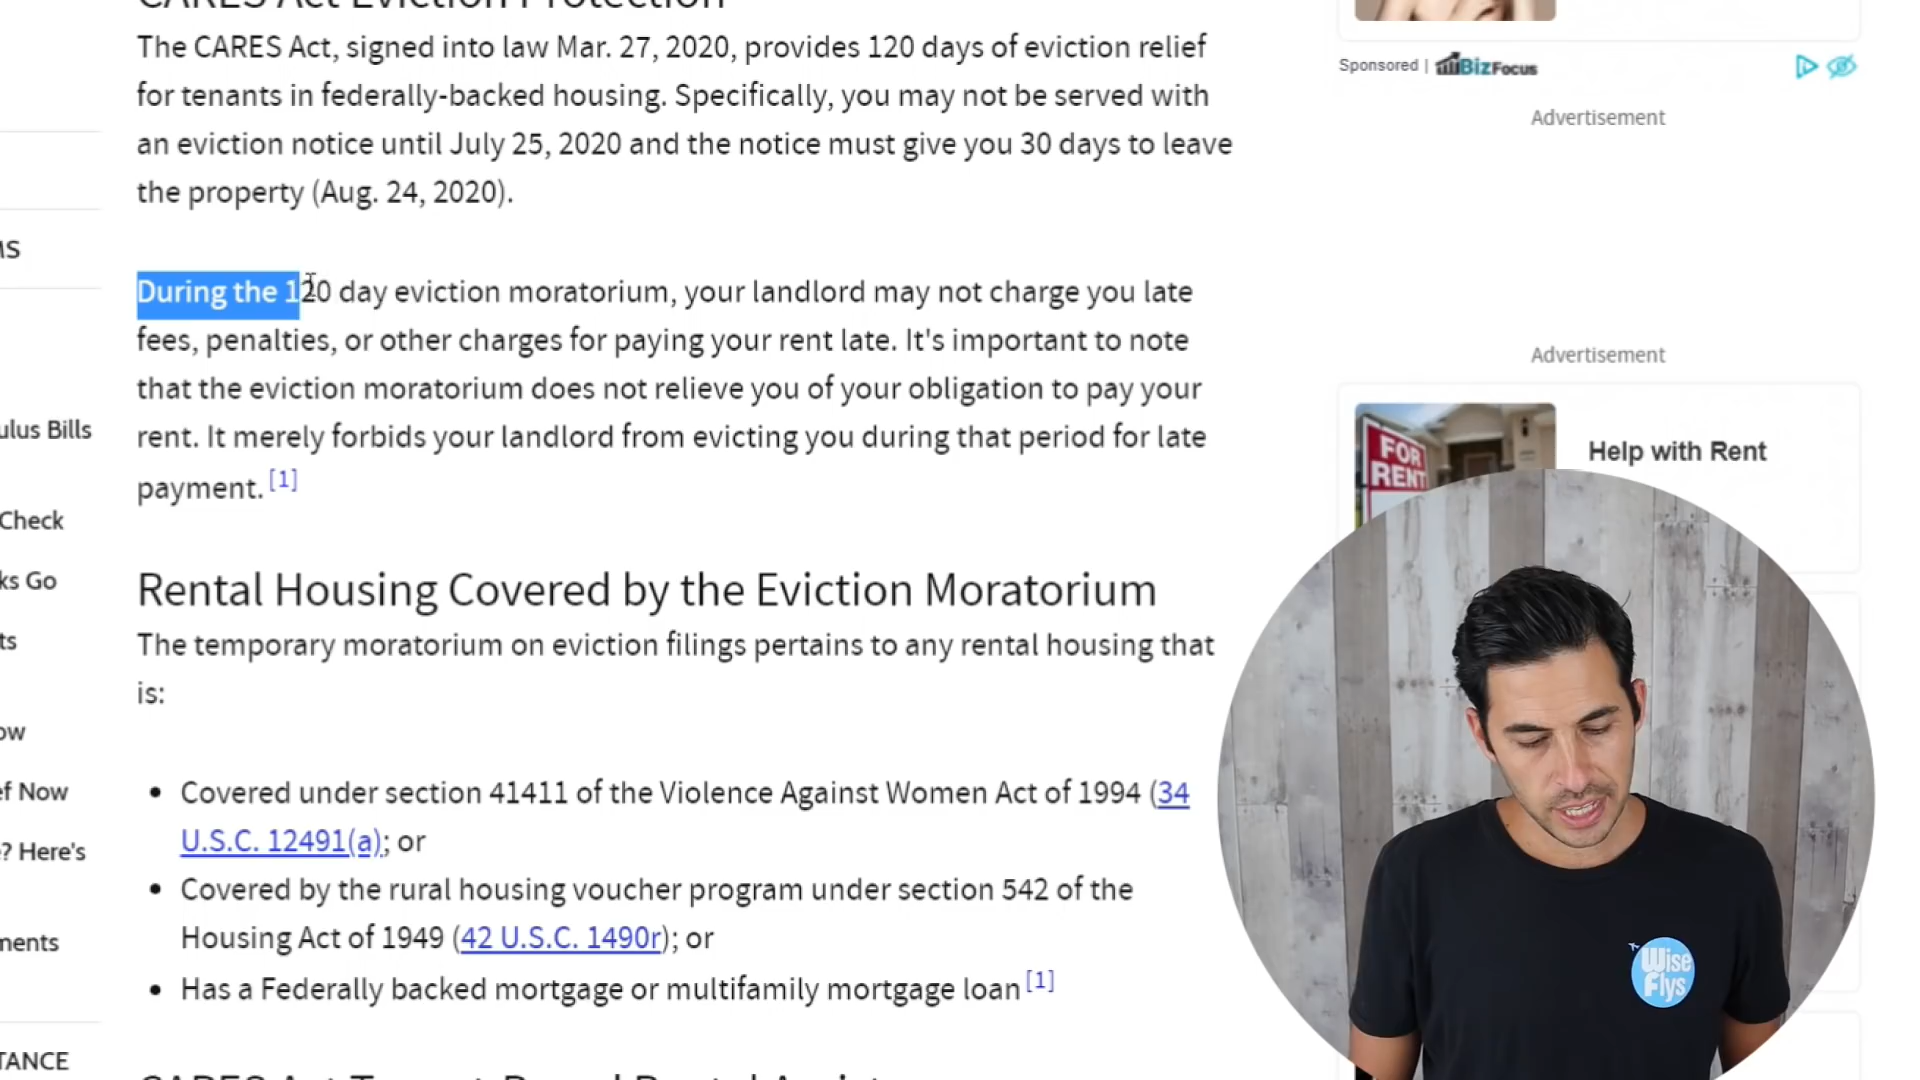 CARES Act Eviction Protection
The CARES Act, signed into law Mar. 27, 2020, provides 120 days of eviction relief
for tenants in federally-backed housing. Specifically, you may not be served with
an eviction notice until July 25, 2020 and the notice must give you 30 days to leave
the property (Aug. 24, 2020).
During the 120 day eviction moratorium, your landlord may not charge you late
fees, penalties, or other charges for paying your rent late. It's important to note
that the eviction moratorium does not relieve you of your obligation to pay your
rent. It merely forbids your landlord from evicting you during that period for late
payment. [1]
Rental Housing Covered by the Eviction Moratorium
The temporary moratorium on eviction filings pertains to any rental housing that
is:
• Covered under section 41411 of the Violence Against Women Act of 1994 (34
U.S.C. 12491(a); or
• Covered by the rural housing voucher program under section 542 of the
Housing Act of 1949 (42 U.S.C. 1490r); or
• Has a Federally backed mortgage or multifamily mortgage loan [1]
MS
ulus Bills
Check
ks Go
ts
ow
ef Now
? Here's
ments
TANCE
Sponsored | BizFocus
Advertisement
Advertisement
FOR
RENT
Help with Rent
Wise
Flys